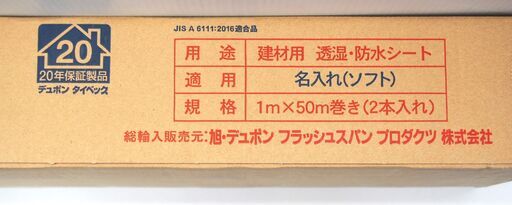 JIS A 6111:2016適合品
20
20年保証製品
デュポン タイベック
用途 建材用 透湿・防水シート
適用 名入れ(ソフト)
規格 1m×50m巻き(2本入れ)
総輸入販売元:旭・デュポン フラッシュスパン プロダクツ 株式会社